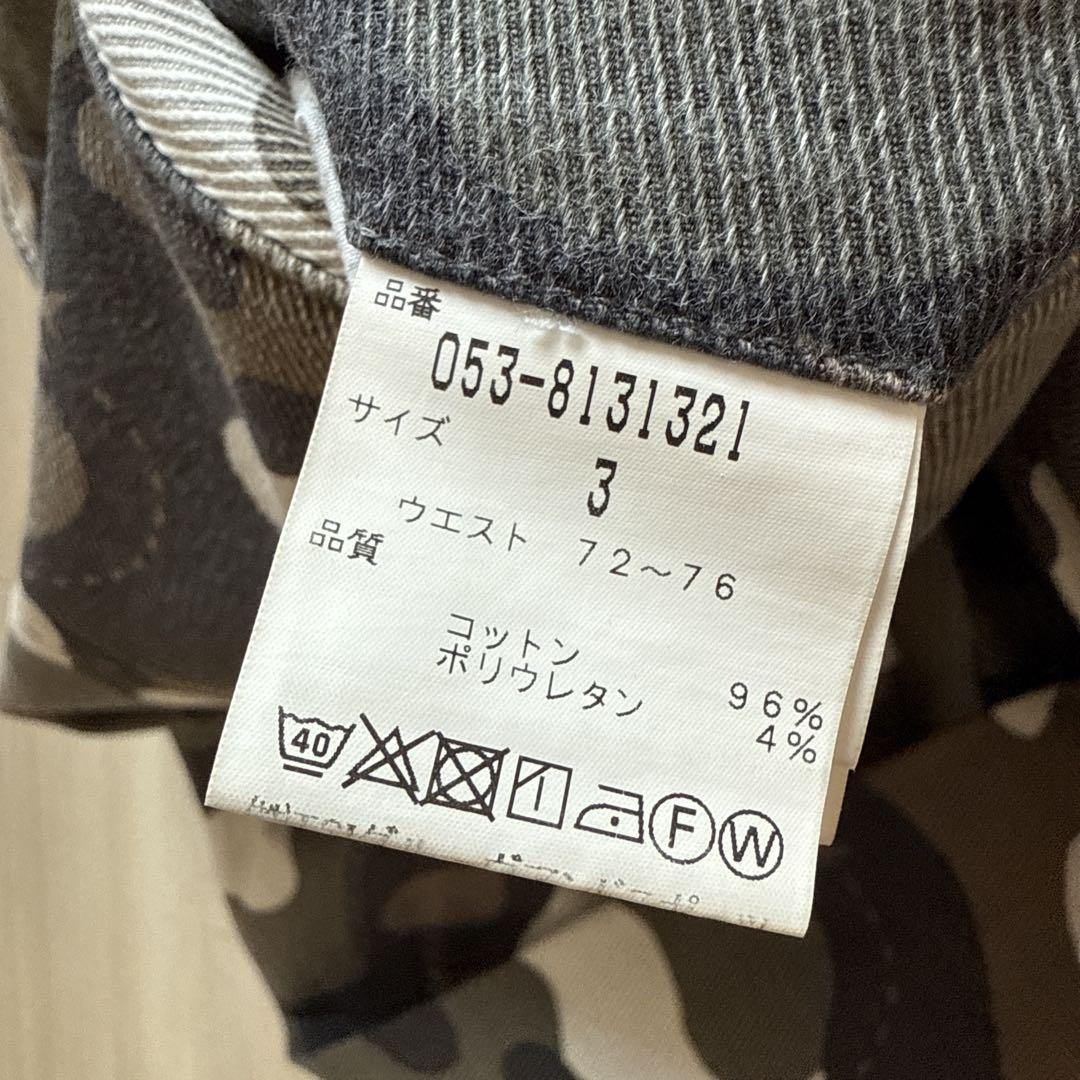 品番
053-8131321
サイズ
3
ウエスト 72~76
品質
コットン 96%
ポリウレタン 4%
40
F W